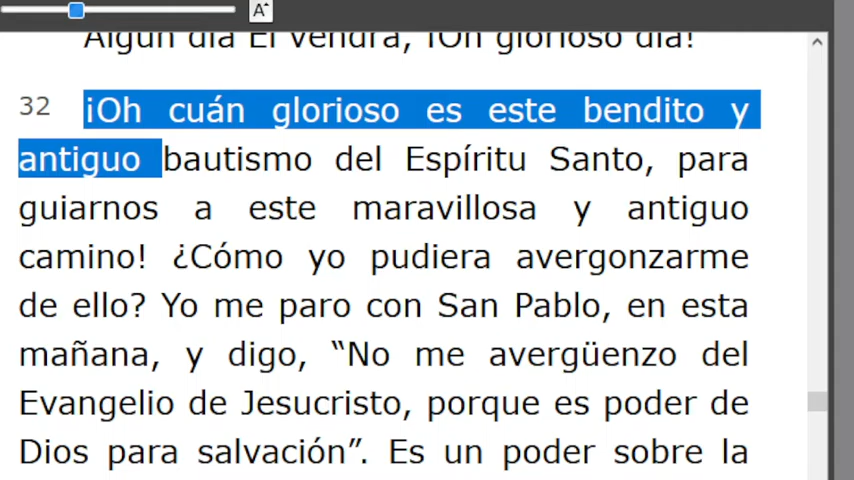 A
Algún día El vendrá, ¡Oh glorioso día!
32 ¡Oh cuán glorioso es este bendito y
antiguo bautismo del Espíritu Santo, para
guiarnos a este maravillosa y antiguo
camino! ¿Cómo yo pudiera avergonzarme
de ello? Yo me paro con San Pablo, en esta
mañana, y digo, “No me avergüenzo del
Evangelio de Jesucristo, porque es poder de
Dios para salvación”. Es un poder sobre la